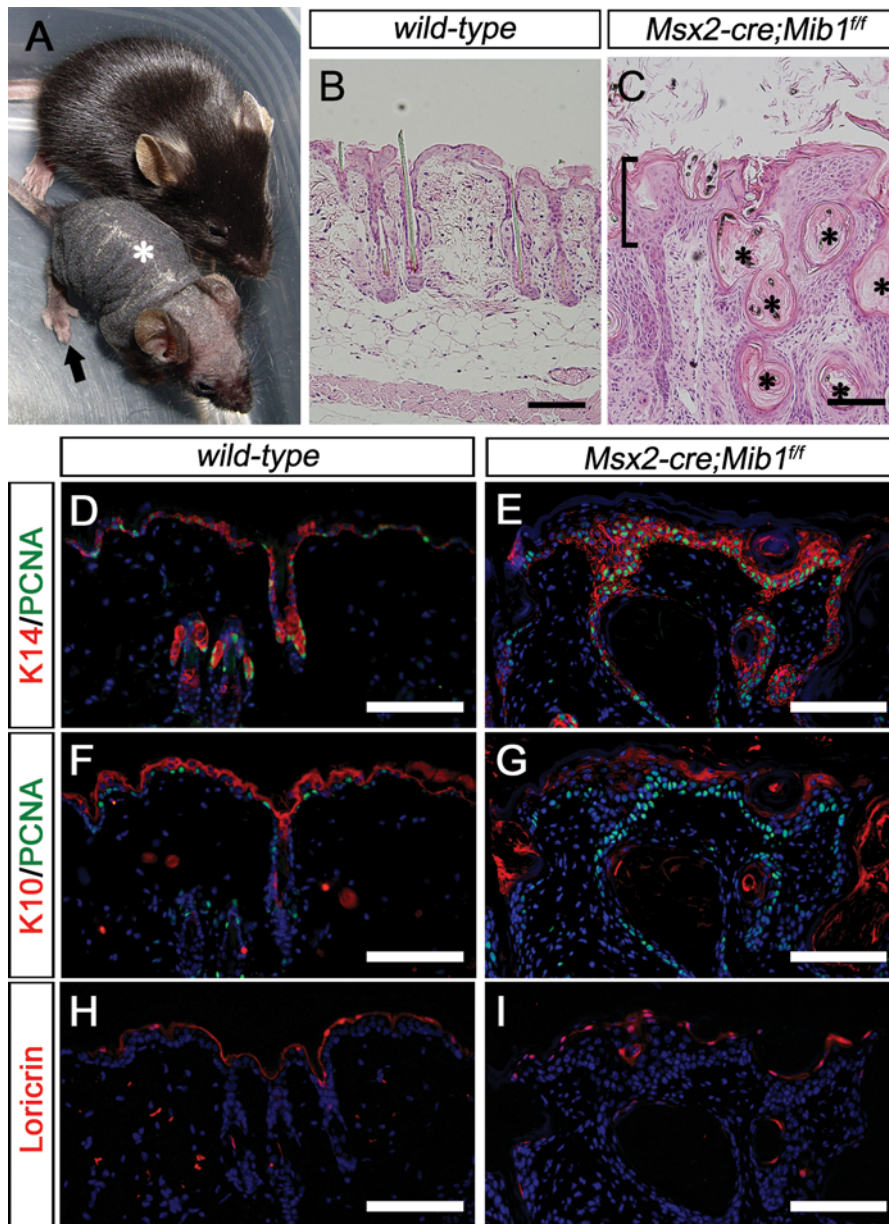 A
wild-type
Msx2-cre;Mib1f/f
B
C
*
*
*
*
*
*
*
wild-type
Msx2-cre;Mib1f/f
K14/PCNA
D
E
K10/PCNA
F
G
Loricrin
H
I